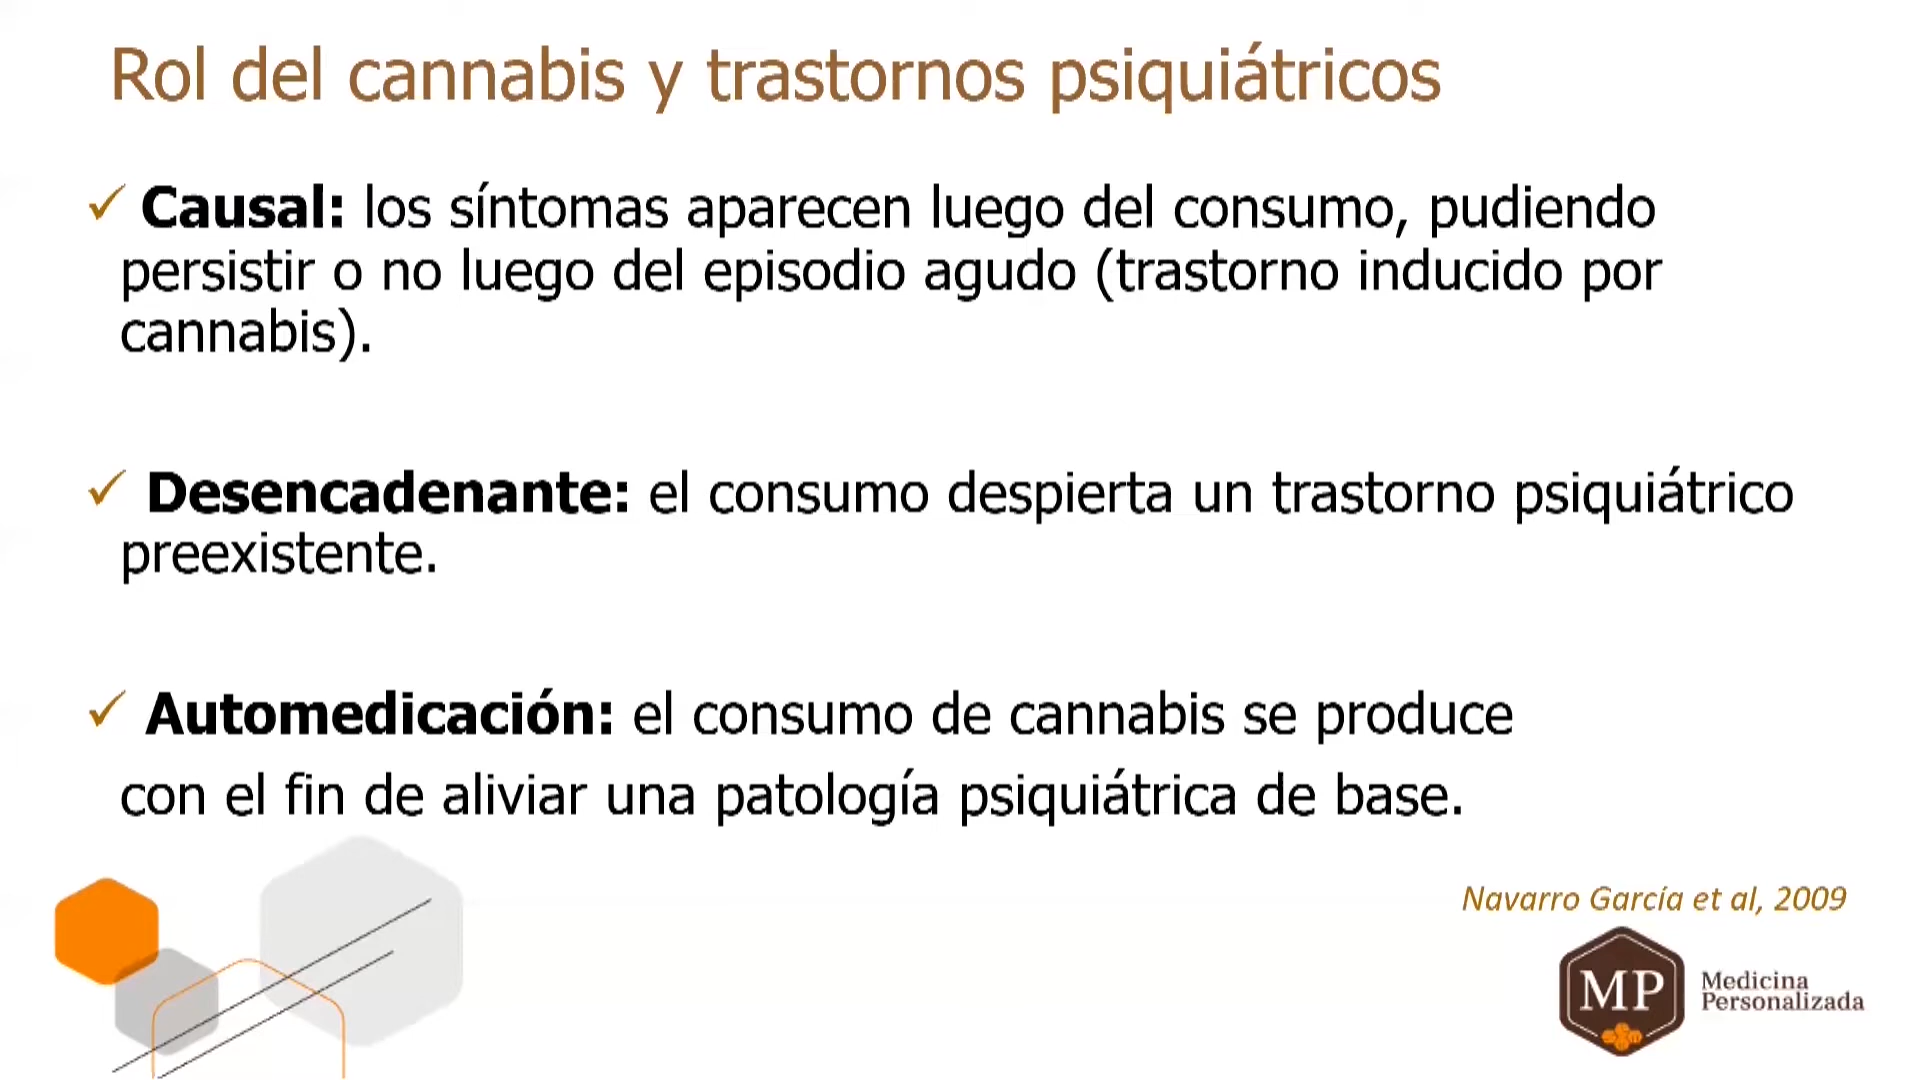 Rol del cannabis y trastornos psiquiátricos
✓ Causal: los síntomas aparecen luego del consumo, pudiendo
persistir o no luego del episodio agudo (trastorno inducido por
cannabis).
✓ Desencadenante: el consumo despierta un trastorno psiquiátrico
preexistente.
✓ Automedicación: el consumo de cannabis se produce
con el fin de aliviar una patología psiquiátrica de base.
Navarro García et al, 2009
MP
Medicina
Personalizada